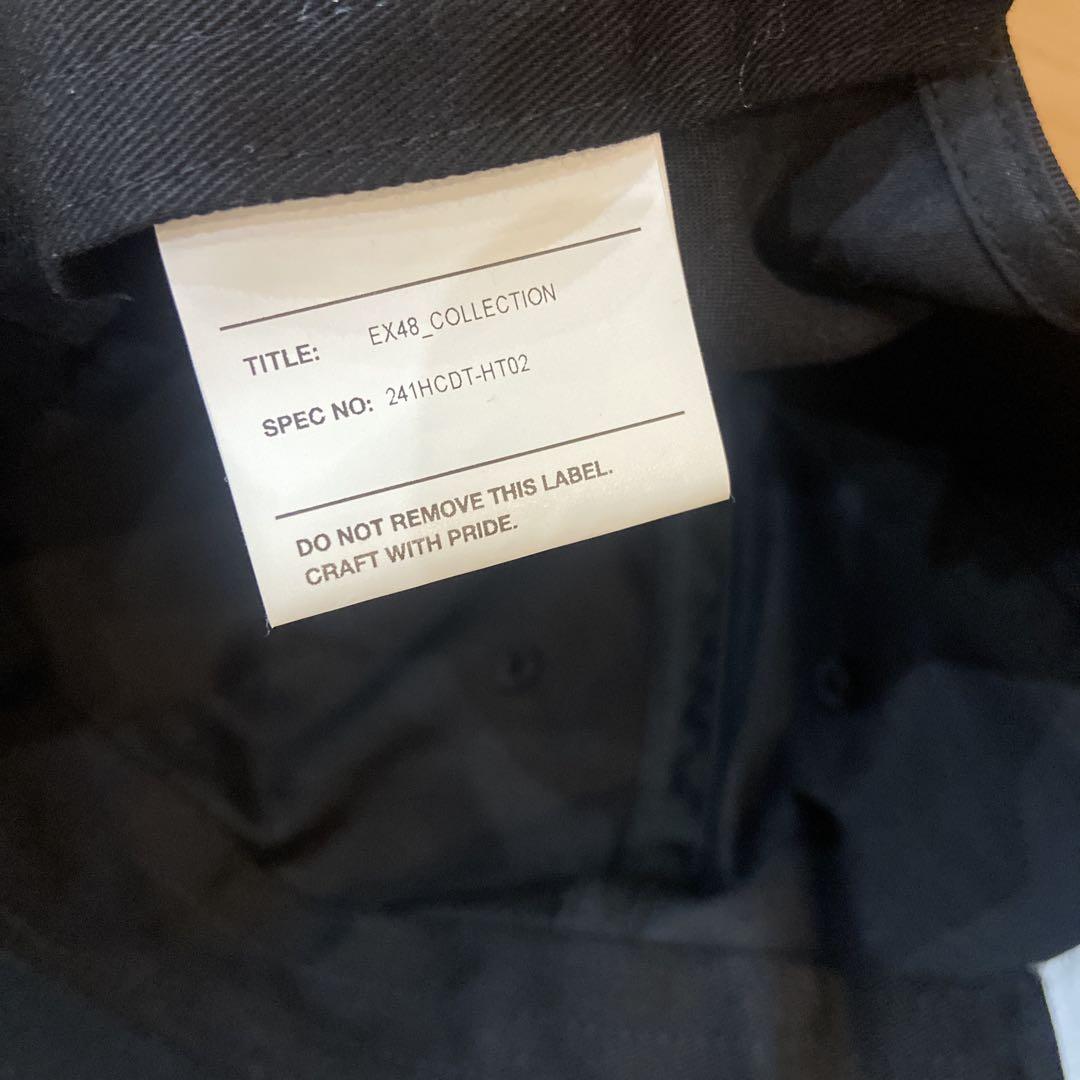 TITLE: EX48_COLLECTION
SPEC NO: 241HCDT-HT02
DO NOT REMOVE THIS LABEL.
CRAFT WITH PRIDE.